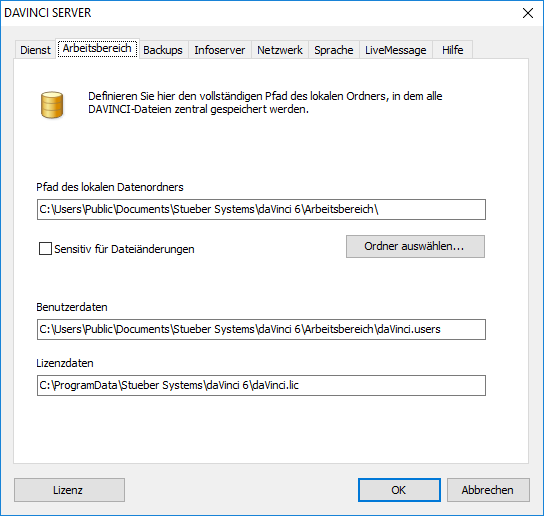 DAVINCI SERVER
Dienst Arbeitsbereich Backups Infoserver Netzwerk Sprache LiveMessage Hilfe
Definieren Sie hier den vollständigen Pfad des lokalen Ordners, in dem alle
DAVINCI-Dateien zentral gespeichert werden.
Pfad des lokalen Datenordners
C:\Users\Public\Documents\Stueber Systems\daVinci 6\Arbeitsbereich\
Sensitiv für Dateiänderungen
Ordner auswählen...
Benutzerdaten
C:\Users\Public\Documents\Stueber Systems\daVinci 6\Arbeitsbereich\daVinci.users
Lizenzdaten
C:\ProgramData\Stueber Systems\daVinci 6\daVinci.lic
Lizenz OK Abbrechen